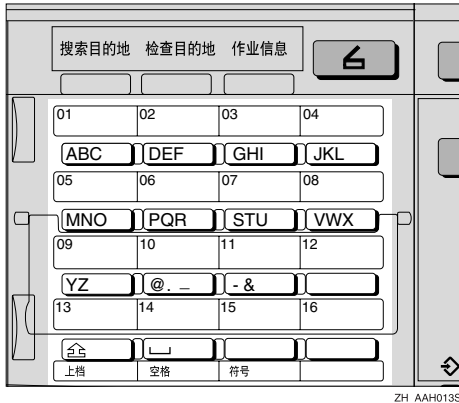 搜索目的地 检查目的地 作业信息
01 02 03 04
ABC DEF GHI JKL
05 06 07 08
MNO PQR STU VWX
09 10 11 12
YZ @. _ - &
13 14 15 16
上档 空格 符号
ZH AAH013S